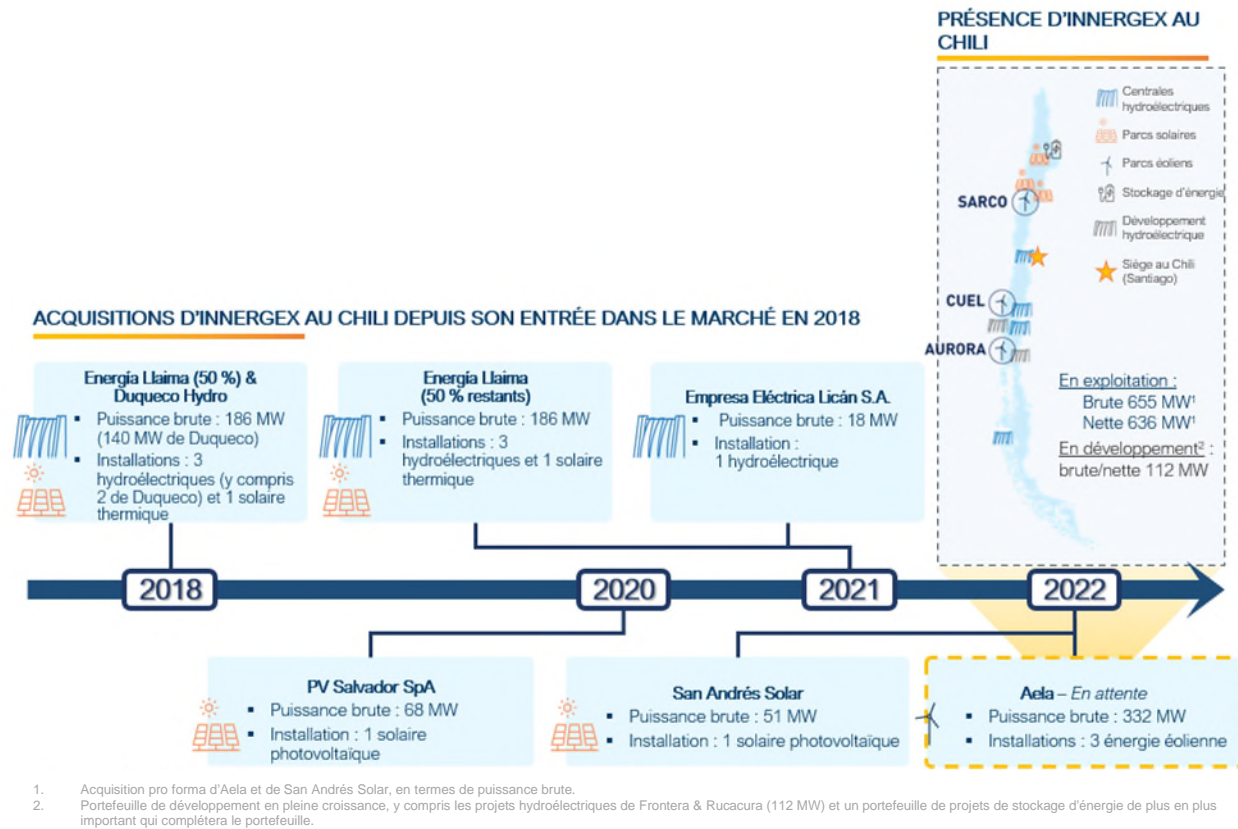 PRÉSENCE D'INNERGEX AU
CHILI
Centrales
hydroélectriques
Parcs solaires
Parcs éoliens
Stockage d'énergie
Développement
hydroélectrique
Siège au Chili
(Santiago)
SARCO
CUEL
AURORA
En exploitation :
Brute 655 MW¹
Nette 636 MW¹
En développement² :
brute/nette 112 MW
ACQUISITIONS D'INNERGEX AU CHILI DEPUIS SON ENTRÉE DANS LE MARCHÉ EN 2018
Energía Llaima (50 %) &
Duqueco Hydro
▪ Puissance brute : 186 MW
(140 MW de Duqueco)
▪ Installations : 3
hydroélectriques (y compris
2 de Duqueco) et 1 solaire
thermique
Energía Llaima
(50 % restants)
▪ Puissance brute : 186 MW
▪ Installations : 3
hydroélectriques et 1 solaire
thermique
Empresa Eléctrica Licán S.A.
▪ Puissance brute : 18 MW
▪ Installation :
1 hydroélectrique
2018
2020
2021
2022
PV Salvador SpA
▪ Puissance brute : 68 MW
▪ Installation : 1 solaire
photovoltaïque
San Andrés Solar
▪ Puissance brute : 51 MW
▪ Installation : 1 solaire photovoltaïque
Aela – En attente
▪ Puissance brute : 332 MW
▪ Installations : 3 énergie éolienne
1. Acquisition pro forma d'Aela et de San Andrés Solar, en termes de puissance brute.
2. Portefeuille de développement en pleine croissance, y compris les projets hydroélectriques de Frontera & Rucacura (112 MW) et un portefeuille de projets de stockage d'énergie de plus en plus
important qui complétera le portefeuille.